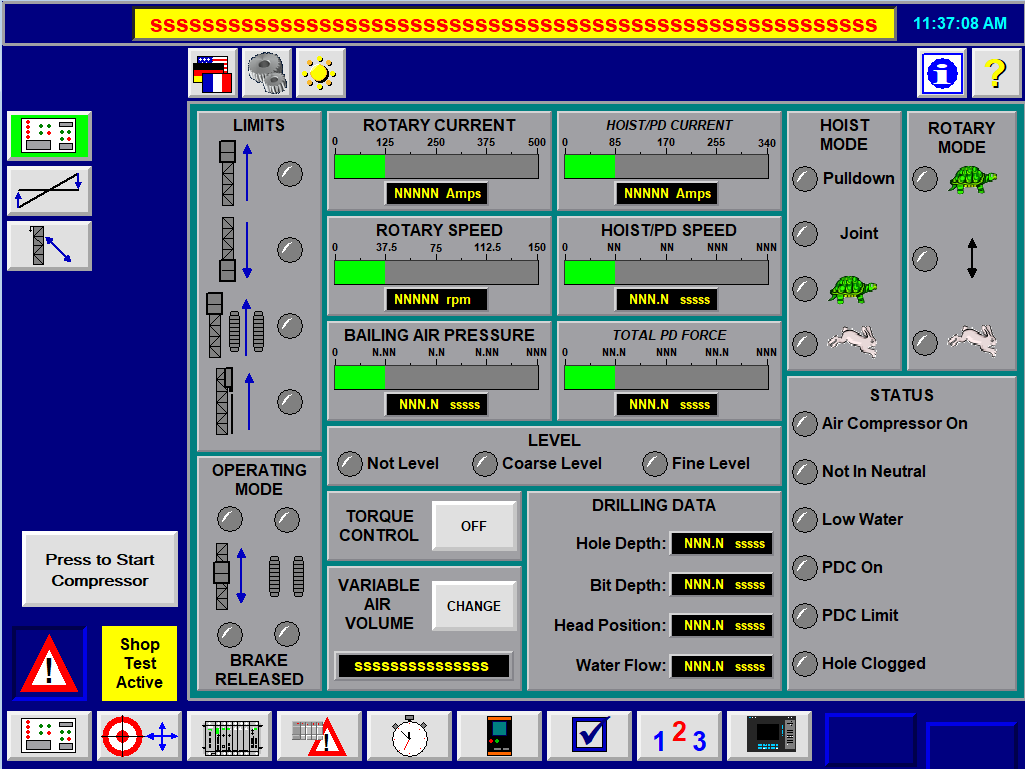 ssssssssssssssssssssssssssssssssssssssssssssssssssssssss
11:37:08 AM
?
LIMITS
ROTARY CURRENT
0 125 250 375 500
NNNNN Amps
HOIST/PD CURRENT
0 85 170 255 340
NNNNN Amps
ROTARY SPEED
0 37.5 75 112.5 150
NNNNN rpm
HOIST/PD SPEED
0 NN NN NNN NNN
NNN.N sssss
BAILING AIR PRESSURE
0 N.NN N.N N.NN NNN
NNN.N sssss
TOTAL PD FORCE
0 NN.N NNN NN.N NNN
NNN.N sssss
HOIST
MODE
Pulldown
Joint
ROTARY
MODE
LEVEL
Not Level
Coarse Level
Fine Level
STATUS
Air Compressor On
Not In Neutral
Low Water
PDC On
PDC Limit
Hole Clogged
OPERATING
MODE
BRAKE
RELEASED
TORQUE
CONTROL
OFF
VARIABLE
AIR
VOLUME
CHANGE
sssssssssssssss
DRILLING DATA
Hole Depth: NNN.N sssss
Bit Depth: NNN.N sssss
Head Position: NNN.N sssss
Water Flow: NNN.N sssss
Press to Start
Compressor
!
Shop
Test
Active
1 2 3